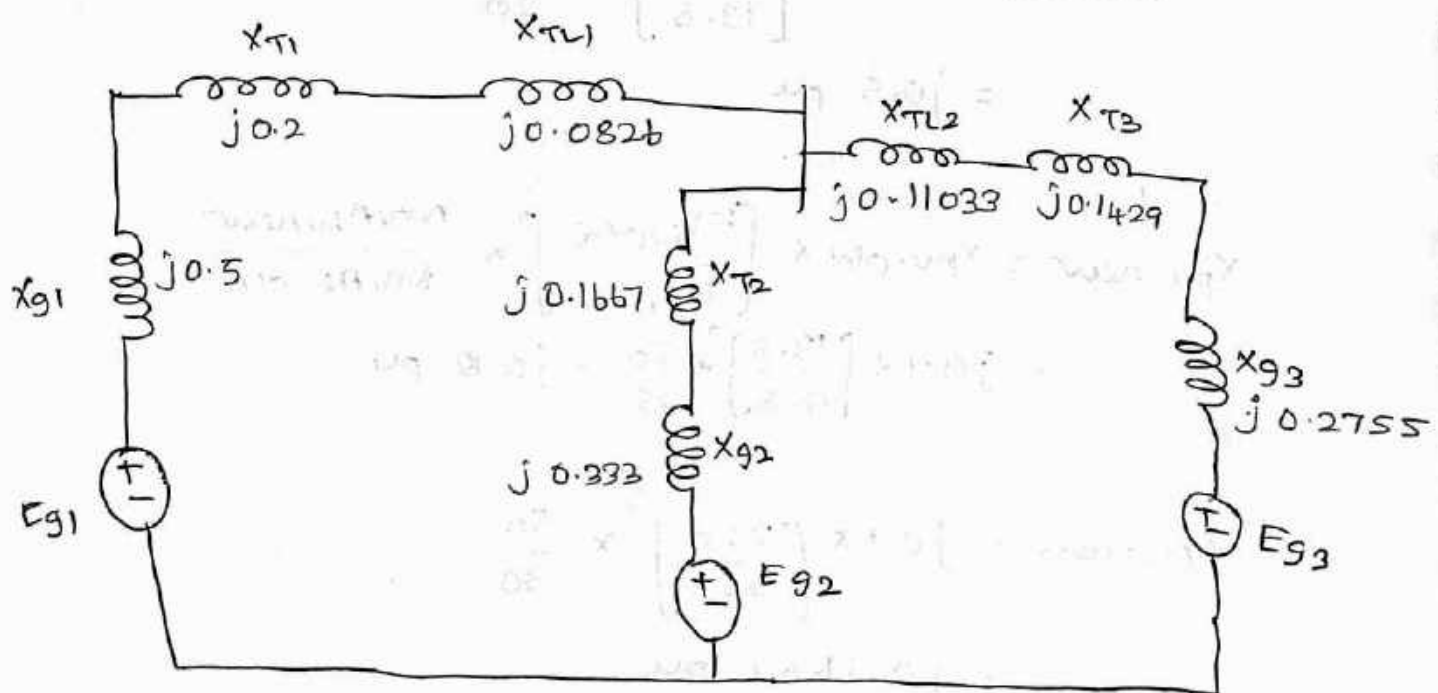 XT1
XTL1
j0.2
j0.0826
XTL2
XT3
j0.11033
j0.1429
Xg1
j0.5
j0.1667
XT2
Xg3
j0.2755
Xg2
j0.333
Eg1
Eg2
Eg3